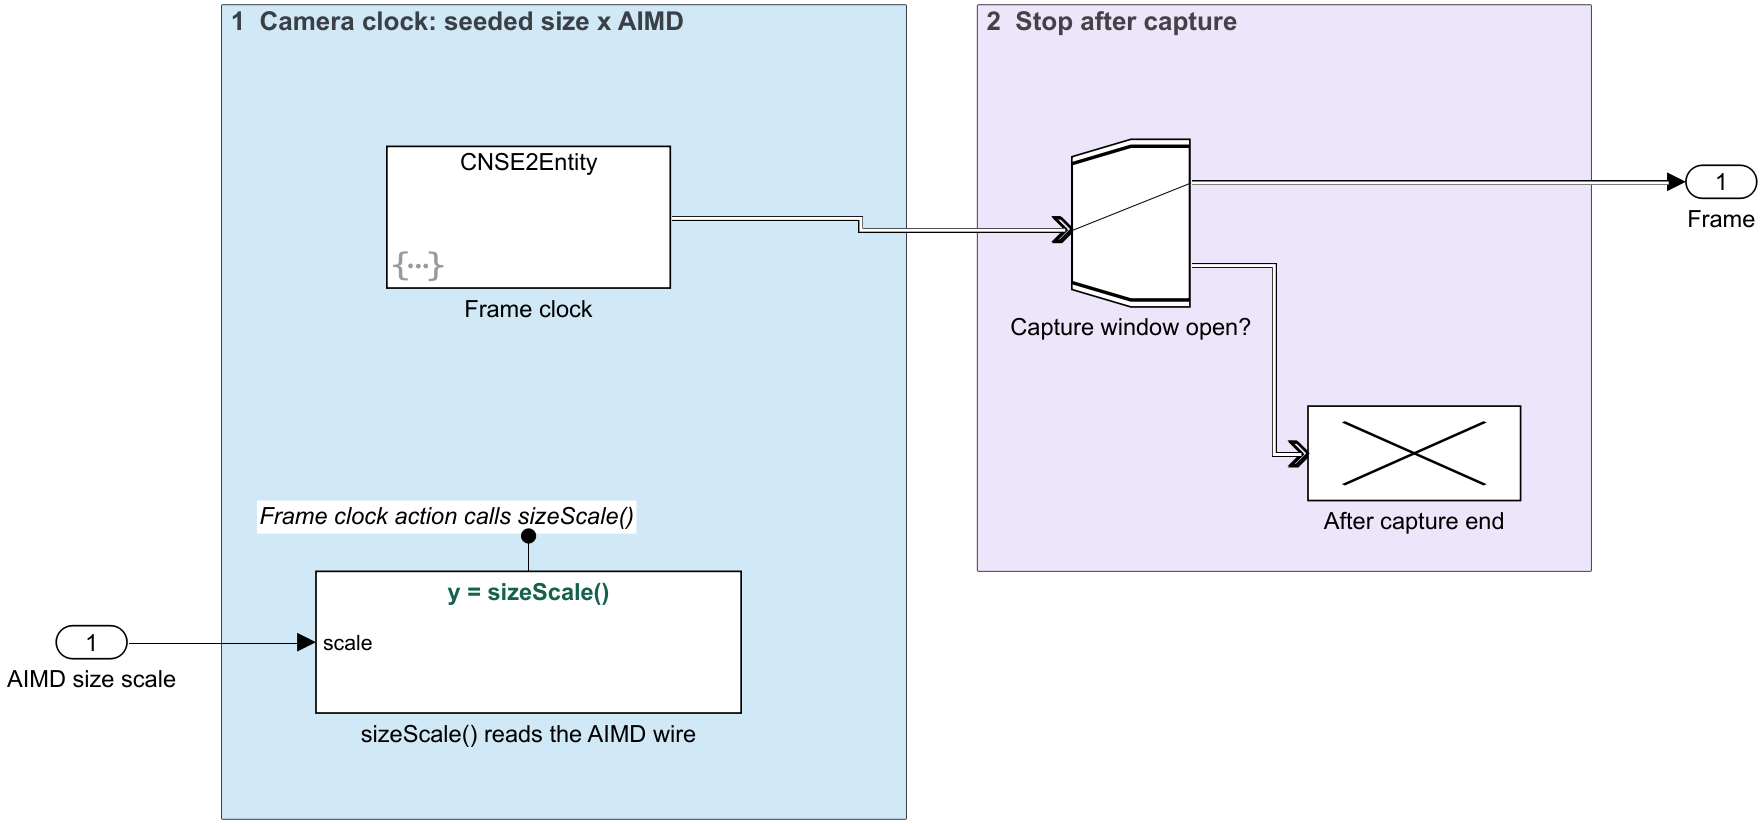 1 Camera clock: seeded size x AIMD
CNSE2Entity
{...}
Frame clock
Frame clock action calls sizeScale()
y = sizeScale()
scale
sizeScale() reads the AIMD wire
1
AIMD size scale
2 Stop after capture
Capture window open?
After capture end
1
Frame